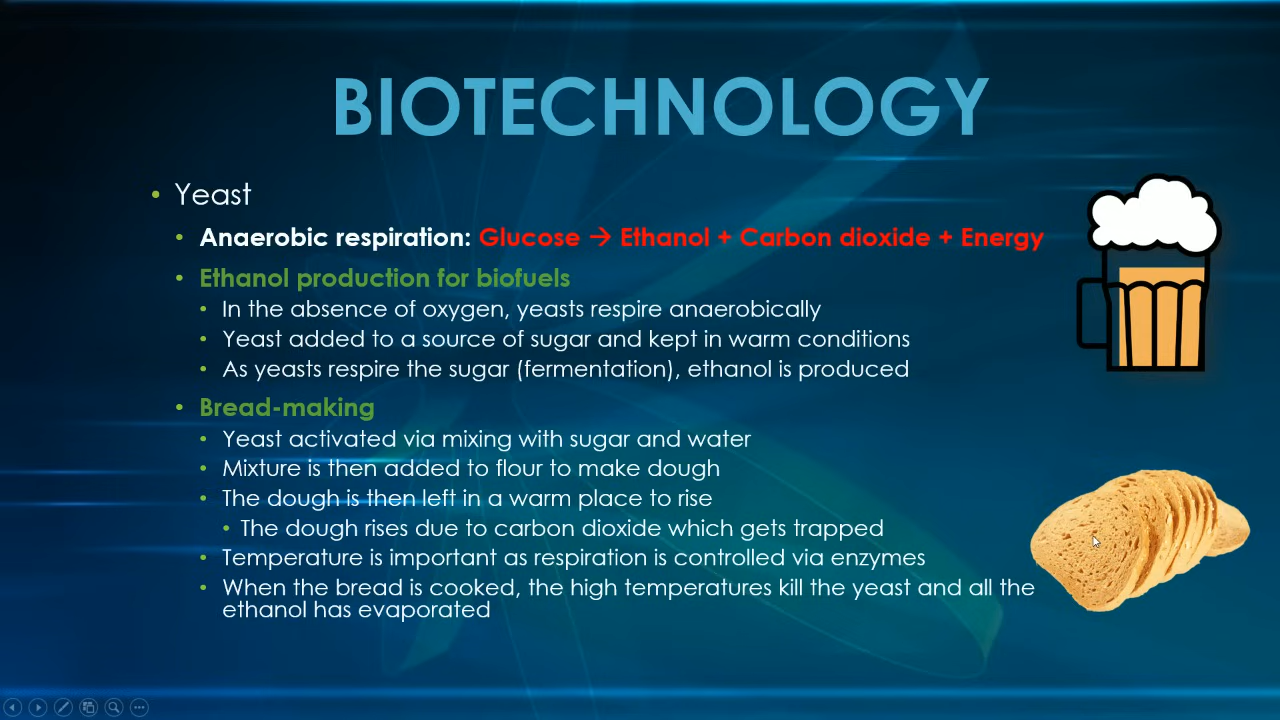 BIOTECHNOLOGY
• Yeast
• Anaerobic respiration: Glucose → Ethanol + Carbon dioxide + Energy
• Ethanol production for biofuels
• In the absence of oxygen, yeasts respire anaerobically
• Yeast added to a source of sugar and kept in warm conditions
• As yeasts respire the sugar (fermentation), ethanol is produced
• Bread-making
• Yeast activated via mixing with sugar and water
• Mixture is then added to flour to make dough
• The dough is then left in a warm place to rise
• The dough rises due to carbon dioxide which gets trapped
• Temperature is important as respiration is controlled via enzymes
• When the bread is cooked, the high temperatures kill the yeast and all the
ethanol has evaporated